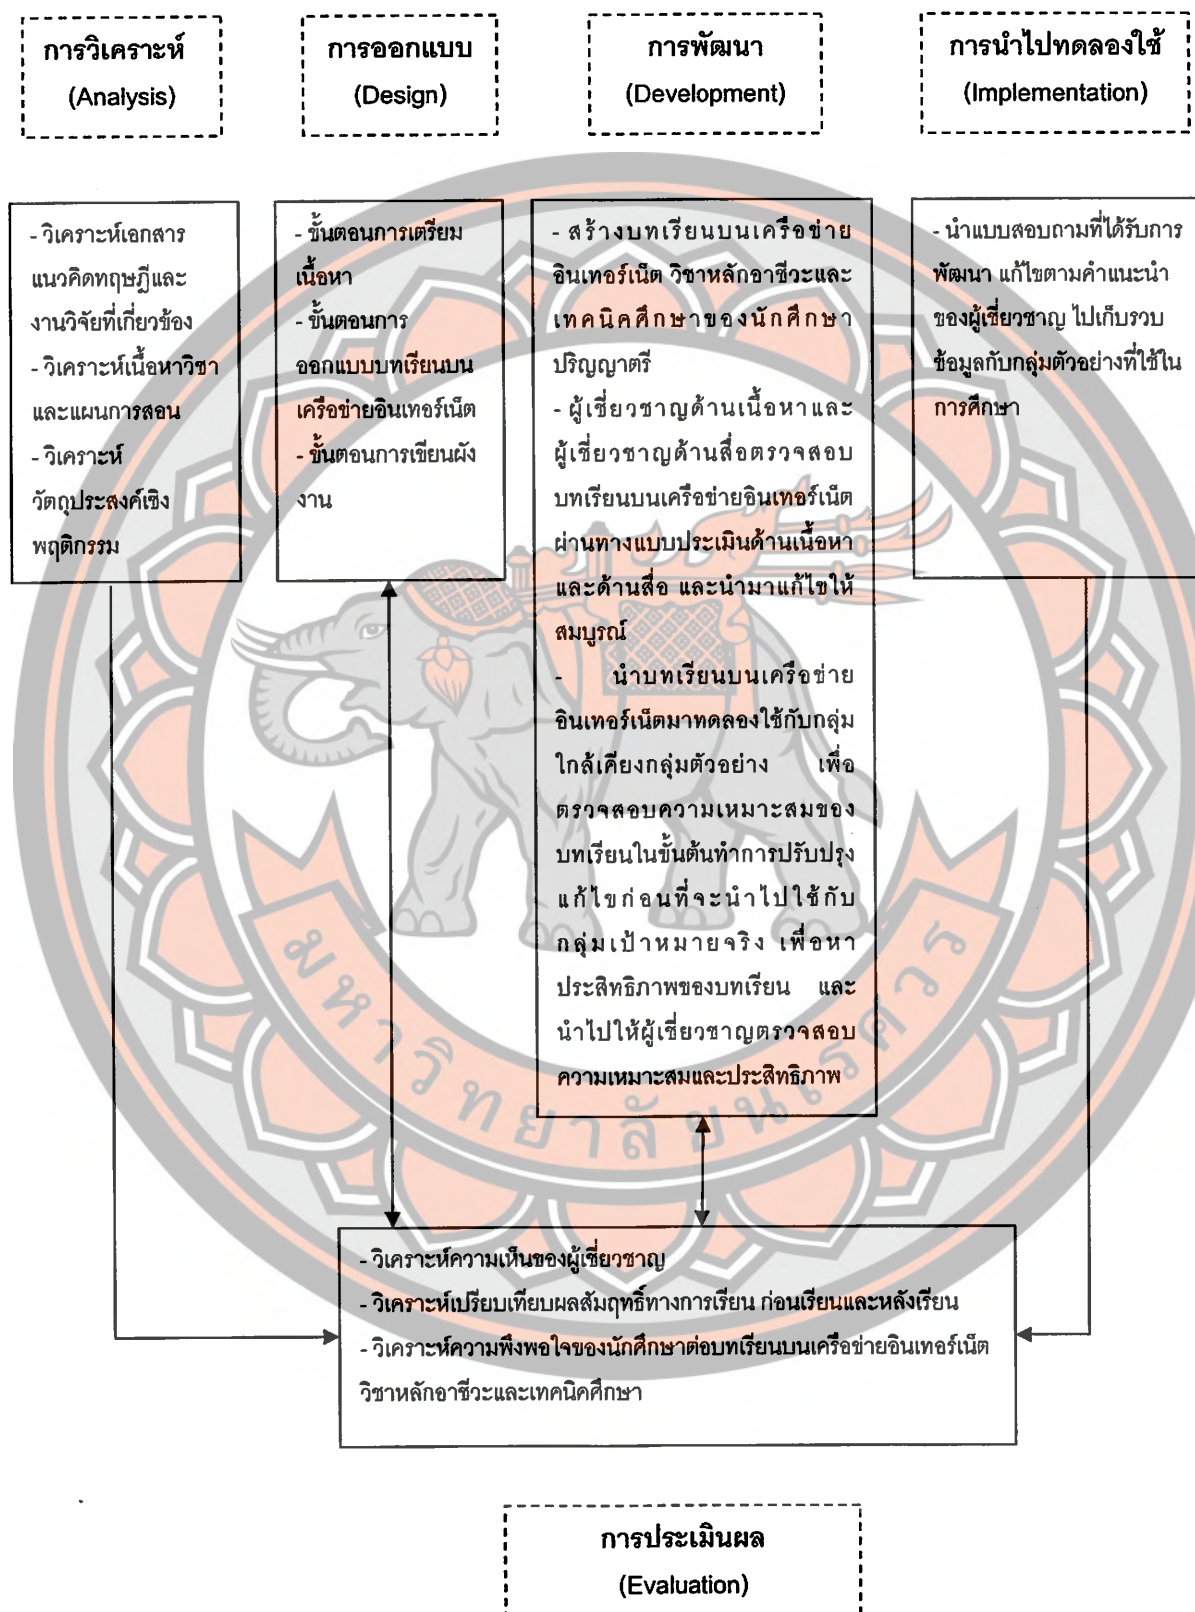 การวิเคราะห์
(Analysis)
การออกแบบ
(Design)
การพัฒนา
(Development)
การนำไปทดลองใช้
(Implementation)
- วิเคราะห์เอกสาร
แนวคิดทฤษฎีและ
งานวิจัยที่เกี่ยวข้อง
- วิเคราะห์เนื้อหาวิชา
และแผนการสอน
- วิเคราะห์
วัตถุประสงค์เชิง
พฤติกรรม
- ขั้นตอนการเตรียม
เนื้อหา
- ขั้นตอนการ
ออกแบบบทเรียนบน
เครือข่ายอินเทอร์เน็ต
- ขั้นตอนการเขียนผัง
งาน
- สร้างบทเรียนบนเครือข่าย
อินเทอร์เน็ต วิชาหลักอาชีวะและ
เทคนิคศึกษาของนักศึกษา
ปริญญาตรี
- ผู้เชี่ยวชาญด้านเนื้อหาและ
ผู้เชี่ยวชาญด้านสื่อตรวจสอบ
บทเรียนบนเครือข่ายอินเทอร์เน็ต
ผ่านทางแบบประเมินด้านเนื้อหา
และด้านสื่อ และนำมาแก้ไขให้
สมบูรณ์
- นำบทเรียนบนเครือข่าย
อินเทอร์เน็ตมาทดลองใช้กับกลุ่ม
ใกล้เคียงกลุ่มตัวอย่าง เพื่อ
ตรวจสอบความเหมาะสมของ
บทเรียนในขั้นต้นทำการปรับปรุง
แก้ไขก่อนที่จะนำไปใช้กับ
กลุ่มเป้าหมายจริง เพื่อหา
ประสิทธิภาพของบทเรียน และ
นำไปให้ผู้เชี่ยวชาญตรวจสอบ
ความเหมาะสมและประสิทธิภาพ
- นำแบบสอบถามที่ได้รับการ
พัฒนา แก้ไขตามคำแนะนำ
ของผู้เชี่ยวชาญ ไปเก็บรวบ
ข้อมูลกับกลุ่มตัวอย่างที่ใช้ใน
การศึกษา
มหาวิทยาลัยนเรศวร
- วิเคราะห์ความเห็นของผู้เชี่ยวชาญ
- วิเคราะห์เปรียบเทียบผลสัมฤทธิ์ทางการเรียน ก่อนเรียนและหลังเรียน
- วิเคราะห์ความพึงพอใจของนักศึกษาต่อบทเรียนบนเครือข่ายอินเทอร์เน็ต
วิชาหลักอาชีวะและเทคนิคศึกษา
การประเมินผล
(Evaluation)